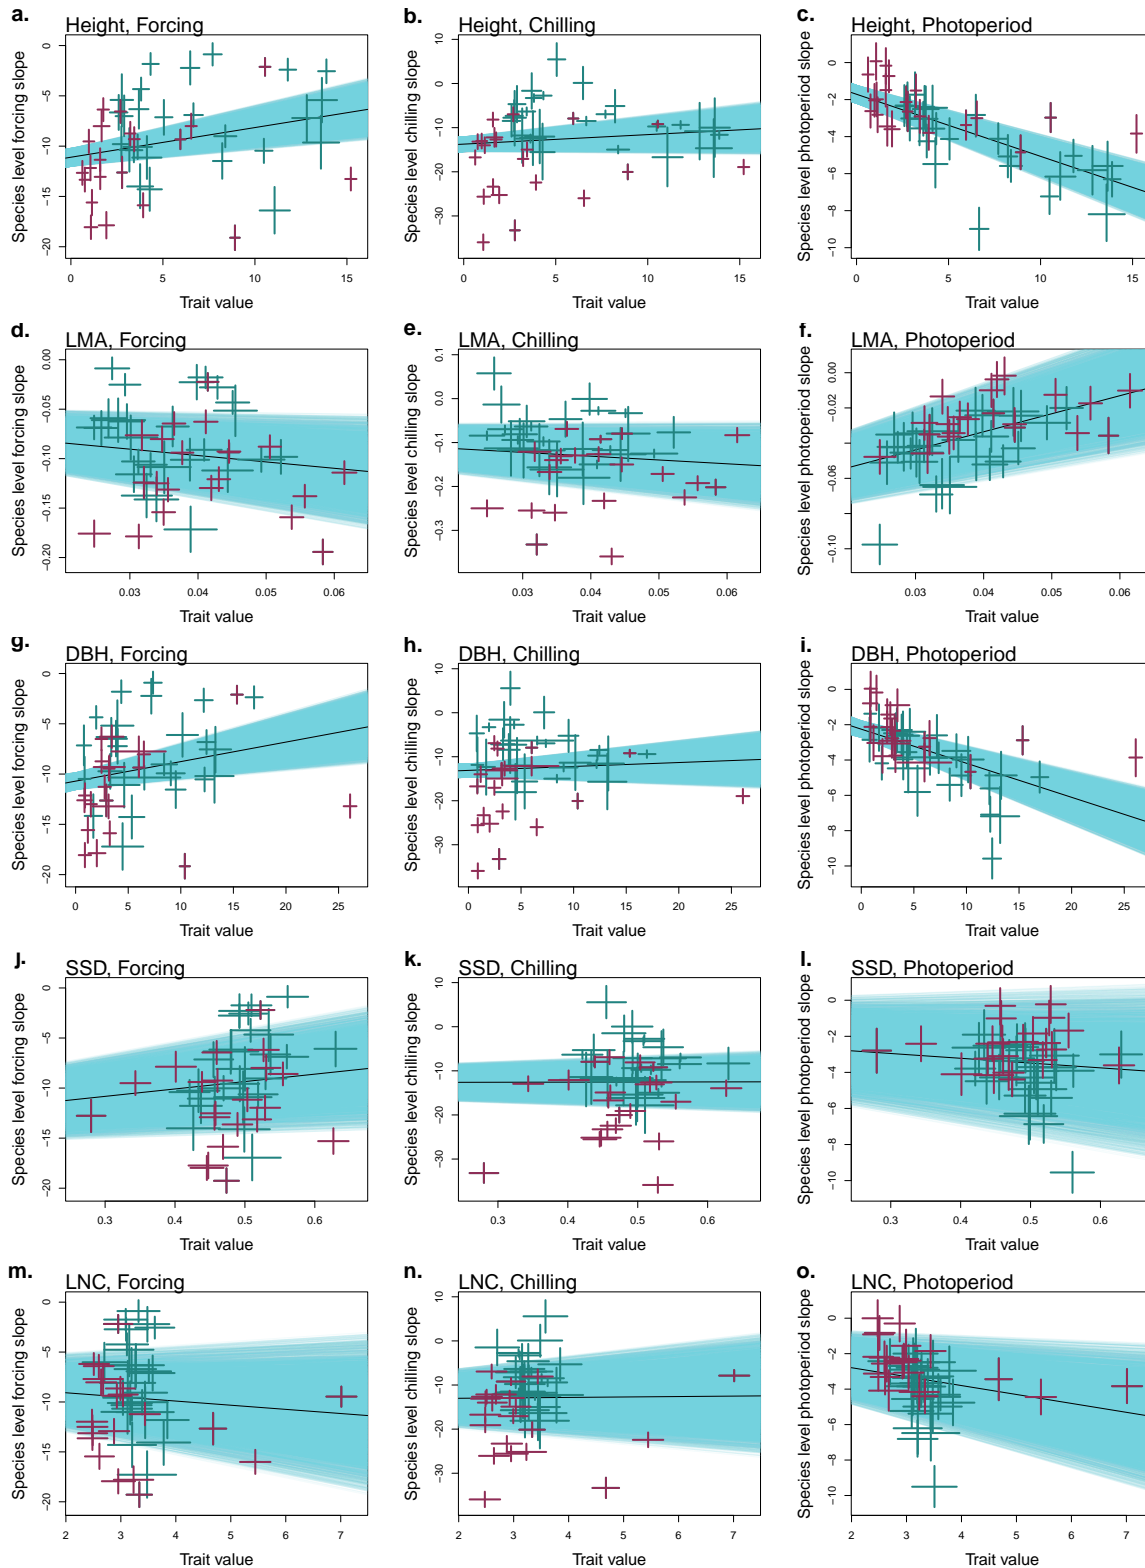 a. Height, Forcing
b. Height, Chilling
c. Height, Photoperiod
Species level forcing slope
0
−5
−10
−15
−20
0 5 10 15
Trait value
Species level chilling slope
10
0
−10
−20
−30
0 5 10 15
Trait value
Species level photoperiod slope
0
−2
−4
−6
−8
−10
0 5 10 15
Trait value
d. LMA, Forcing
e. LMA, Chilling
f. LMA, Photoperiod
Species level forcing slope
0.00
−0.05
−0.10
−0.15
−0.20
0.03 0.04 0.05 0.06
Trait value
Species level chilling slope
0.1
0.0
−0.1
−0.2
−0.3
0.03 0.04 0.05 0.06
Trait value
Species level photoperiod slope
0.00
−0.02
−0.06
−0.10
0.03 0.04 0.05 0.06
Trait value
g. DBH, Forcing
h. DBH, Chilling
i. DBH, Photoperiod
Species level forcing slope
0
−5
−10
−15
−20
0 5 10 15 20 25
Trait value
Species level chilling slope
10
0
−10
−20
−30
0 5 10 15 20 25
Trait value
Species level photoperiod slope
0
−2
−4
−6
−8
−10
0 5 10 15 20 25
Trait value
j. SSD, Forcing
k. SSD, Chilling
l. SSD, Photoperiod
Species level forcing slope
0
−5
−10
−15
−20
0.3 0.4 0.5 0.6
Trait value
Species level chilling slope
10
0
−10
−20
−30
0.3 0.4 0.5 0.6
Trait value
Species level photoperiod slope
0
−2
−4
−6
−8
−10
0.3 0.4 0.5 0.6
Trait value
m. LNC, Forcing
n. LNC, Chilling
o. LNC, Photoperiod
Species level forcing slope
0
−5
−10
−15
−20
2 3 4 5 6 7
Trait value
Species level chilling slope
10
0
−10
−20
−30
2 3 4 5 6 7
Trait value
Species level photoperiod slope
0
−2
−4
−6
−8
−10
2 3 4 5 6 7
Trait value